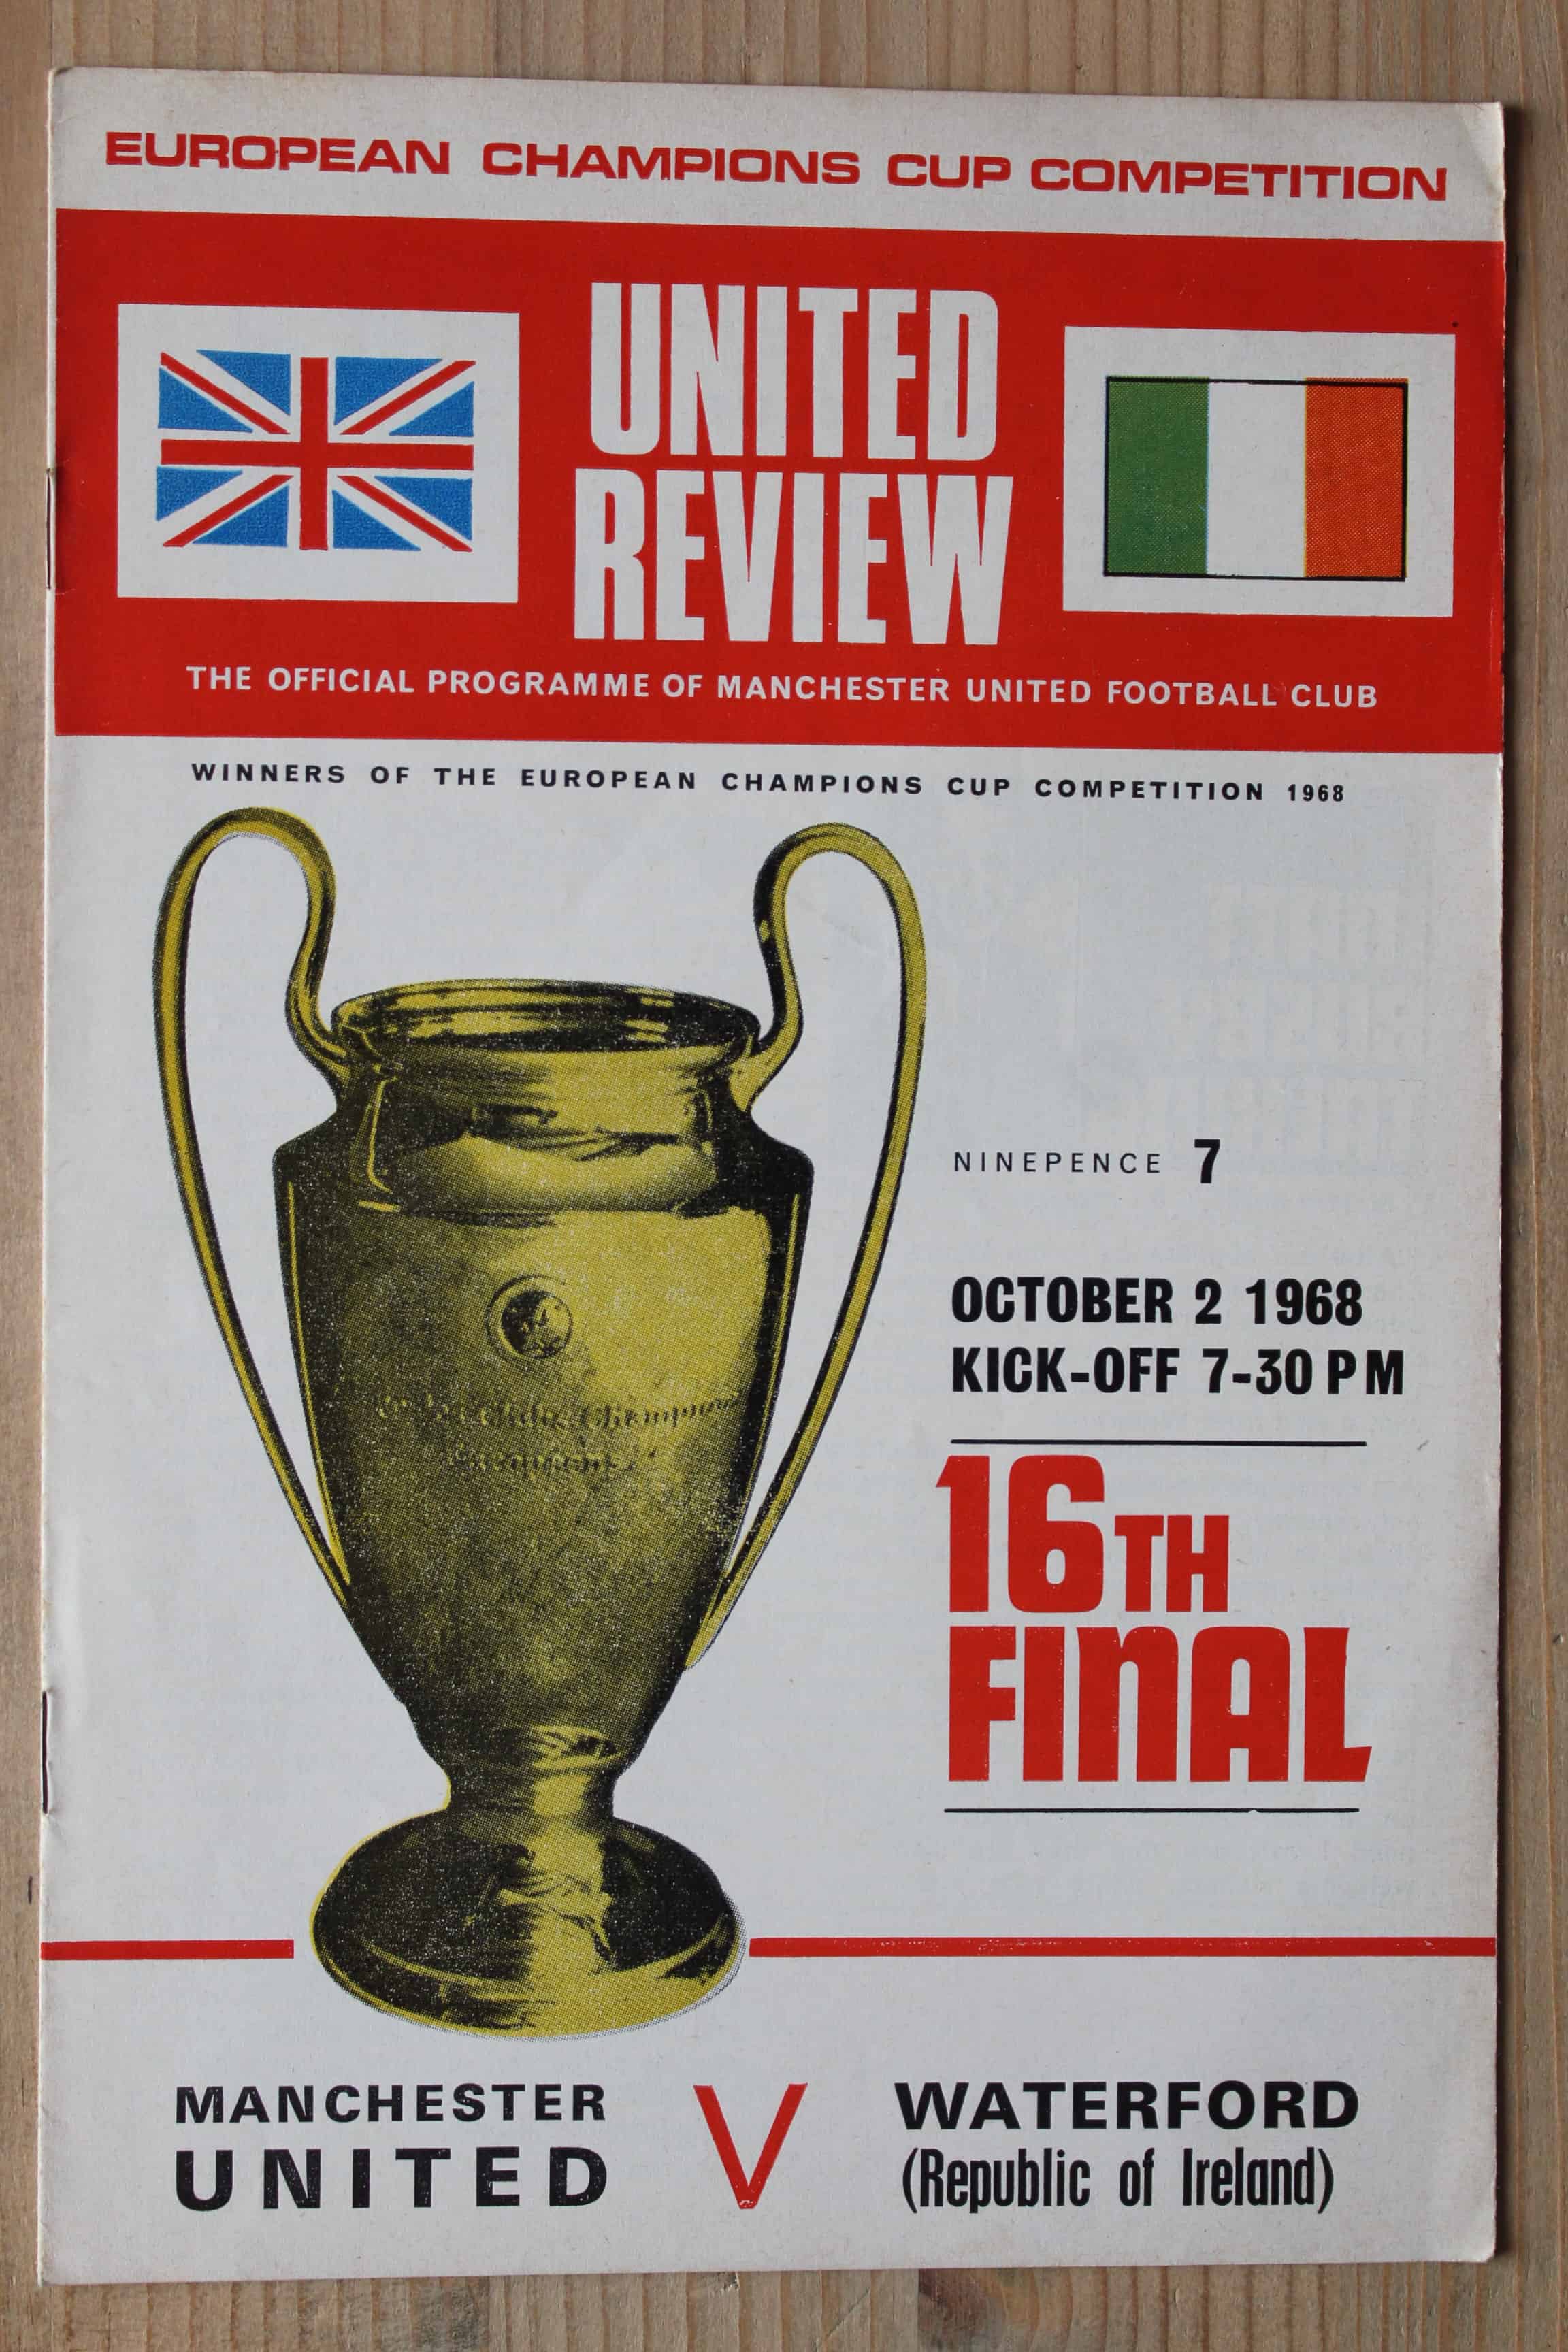 EUROPEAN CHAMPIONS CUP COMPETITION
UNITED
REVIEW
THE OFFICIAL PROGRAMME OF MANCHESTER UNITED FOOTBALL CLUB
WINNERS OF THE EUROPEAN CHAMPIONS CUP COMPETITION 1968
NINEPENCE 7
OCTOBER 2 1968
KICK-OFF 7-30 PM
16TH
FINAL
MANCHESTER
UNITED
V
WATERFORD
(Republic of Ireland)